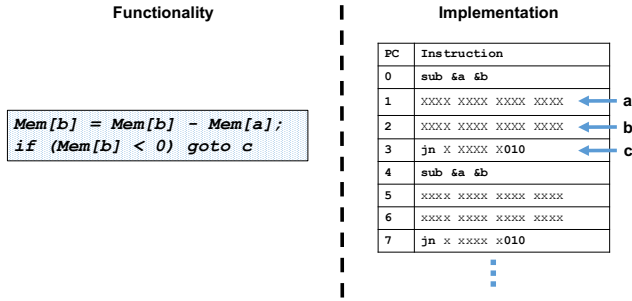 Functionality
Mem[b] = Mem[b] - Mem[a];
if (Mem[b] < 0) goto c
Implementation
PC Instruction
0 sub &a &b
1 XXXX XXXX XXXX XXXX a
2 XXXX XXXX XXXX XXXX b
3 jn X XXXX X010 c
4 sub &a &b
5 XXXX XXXX XXXX XXXX
6 XXXX XXXX XXXX XXXX
7 jn X XXXX X010